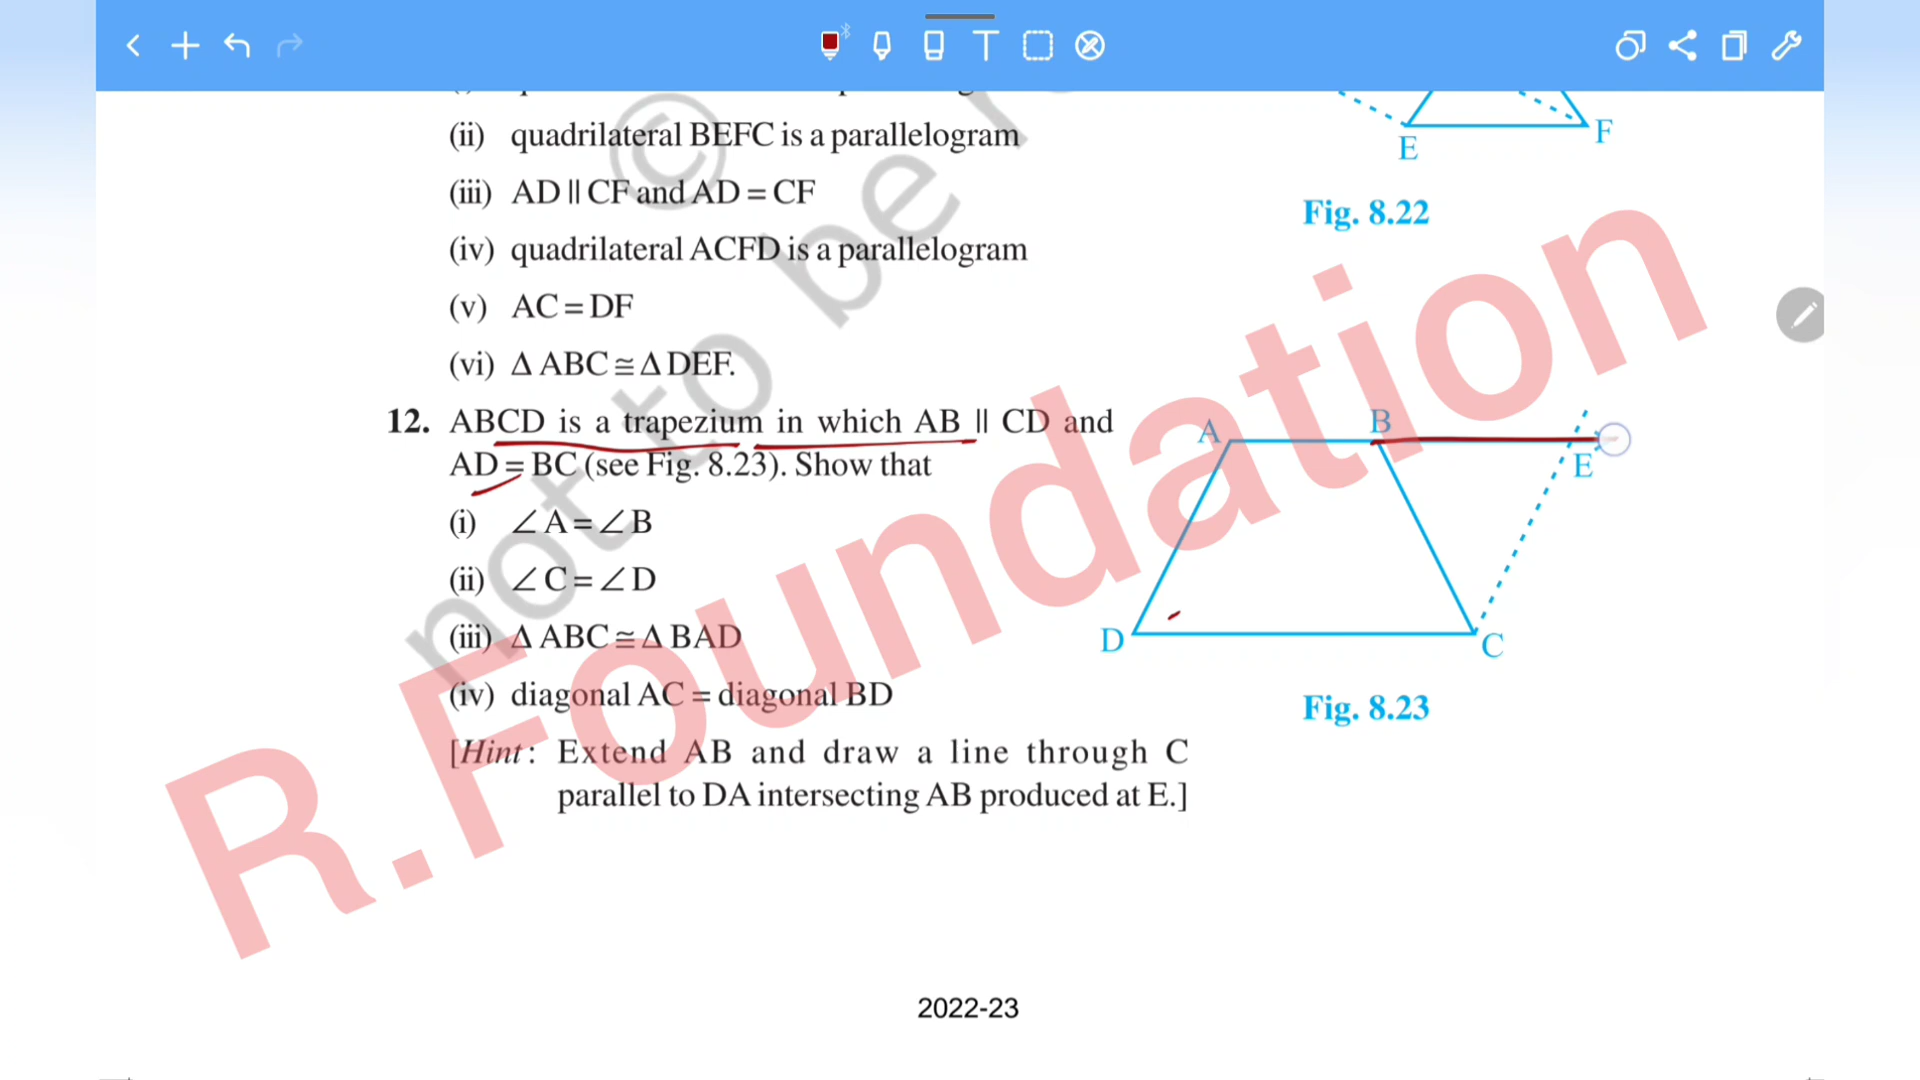 (ii) quadrilateral BEFC is a parallelogram
(iii) AD || CF and AD = CF
(iv) quadrilateral ACFD is a parallelogram
(v) AC = DF
(vi) Δ ABC ≅ Δ DEF.
E
F
Fig. 8.22
12. ABCD is a trapezium in which AB || CD and
AD = BC (see Fig. 8.23). Show that
(i) ∠ A = ∠ B
(ii) ∠ C = ∠ D
(iii) Δ ABC ≅ Δ BAD
(iv) diagonal AC = diagonal BD
[Hint : Extend AB and draw a line through C
parallel to DA intersecting AB produced at E.]
A
B
E
D
C
Fig. 8.23
© not to be r
R.Foundation
2022-23